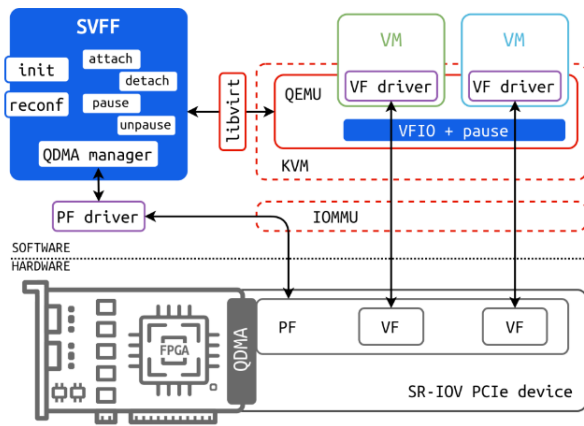 SVFF
init
attach
detach
reconf
pause
unpause
QDMA manager
libvirt
VM
VM
QEMU
VF driver
VF driver
VFIO + pause
KVM
PF driver
IOMMU
SOFTWARE
HARDWARE
FPGA
QDMA
PF
VF
VF
SR-IOV PCIe device